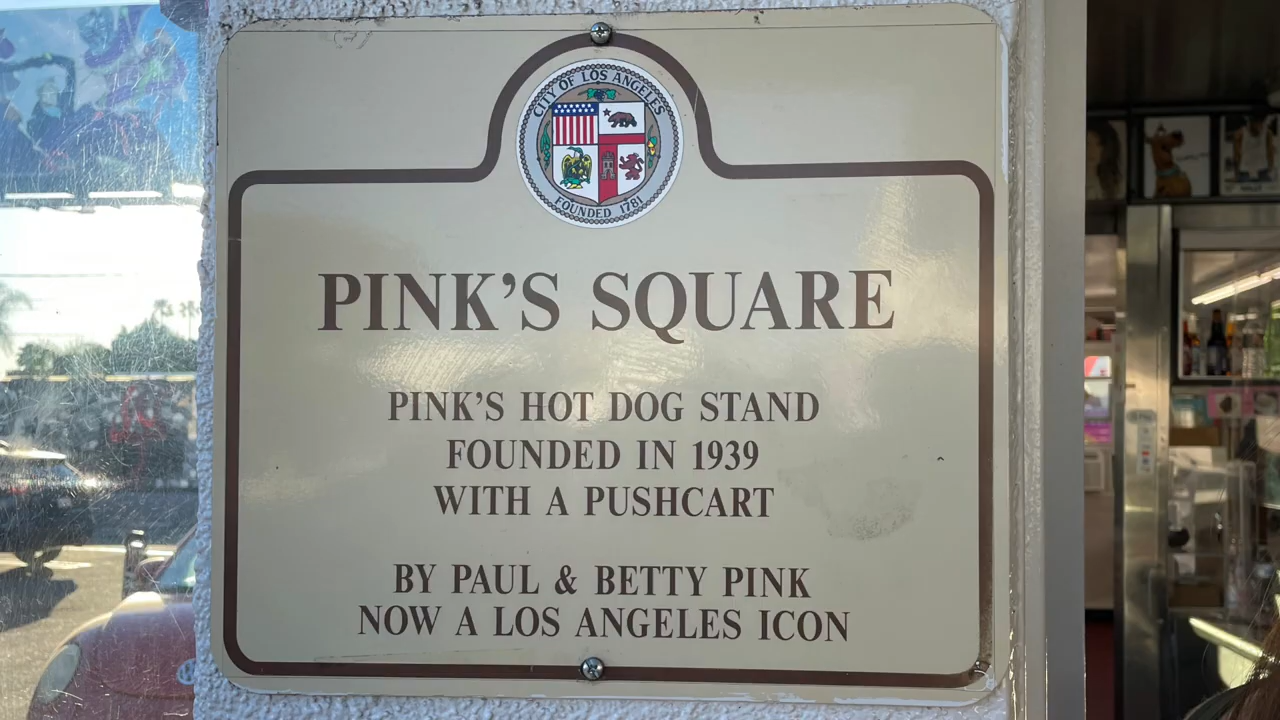 CITY OF LOS ANGELES
FOUNDED 1781
PINK'S SQUARE
PINK'S HOT DOG STAND
FOUNDED IN 1939
WITH A PUSHCART
BY PAUL & BETTY PINK
NOW A LOS ANGELES ICON